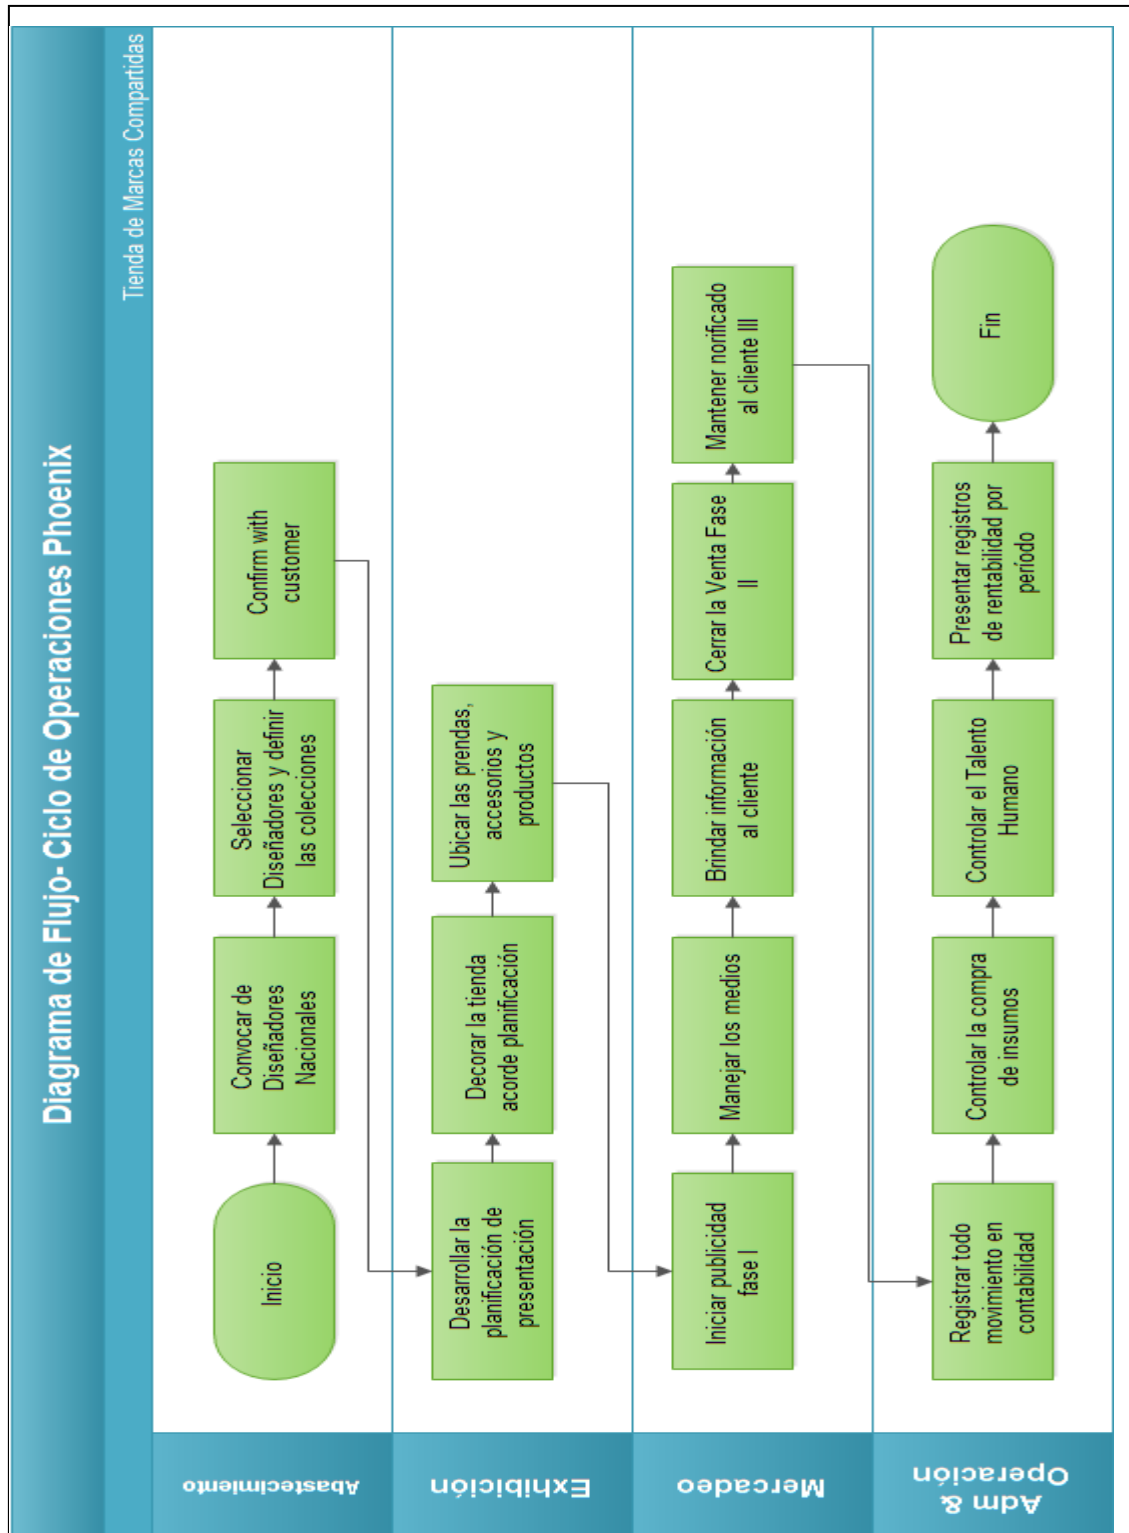 Diagrama de Flujo- Ciclo de Operaciones Phoenix
Tienda de Marcas Compartidas
Abastecimiento
Inicio
Convocar de
Diseñadores
Nacionales
Seleccionar
Diseñadores y definir
las colecciones
Confirm with
customer
Exhibición
Desarrollar la
planificación de
presentación
Decorar la tienda
acorde planificación
Ubicar las prendas,
accesorios y
productos
Mercadeo
Iniciar publicidad
fase I
Manejar los medios
Brindar información
al cliente
Cerrar la Venta Fase
II
Mantener norificado
al cliente III
Adm &
Operación
Registrar todo
movimiento en
contabilidad
Controlar la compra
de insumos
Controlar el Talento
Humano
Presentar registros
de rentabilidad por
período
Fin